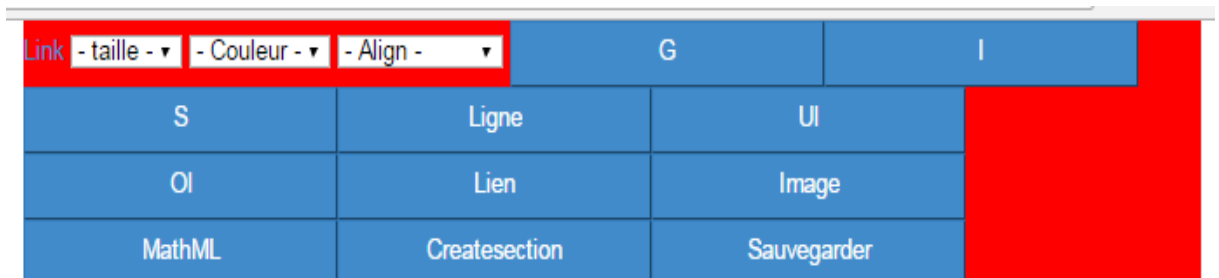 Link - taille - - Couleur - - Align - G I
S Ligne Ul
Ol Lien Image
MathML Createsection Sauvegarder